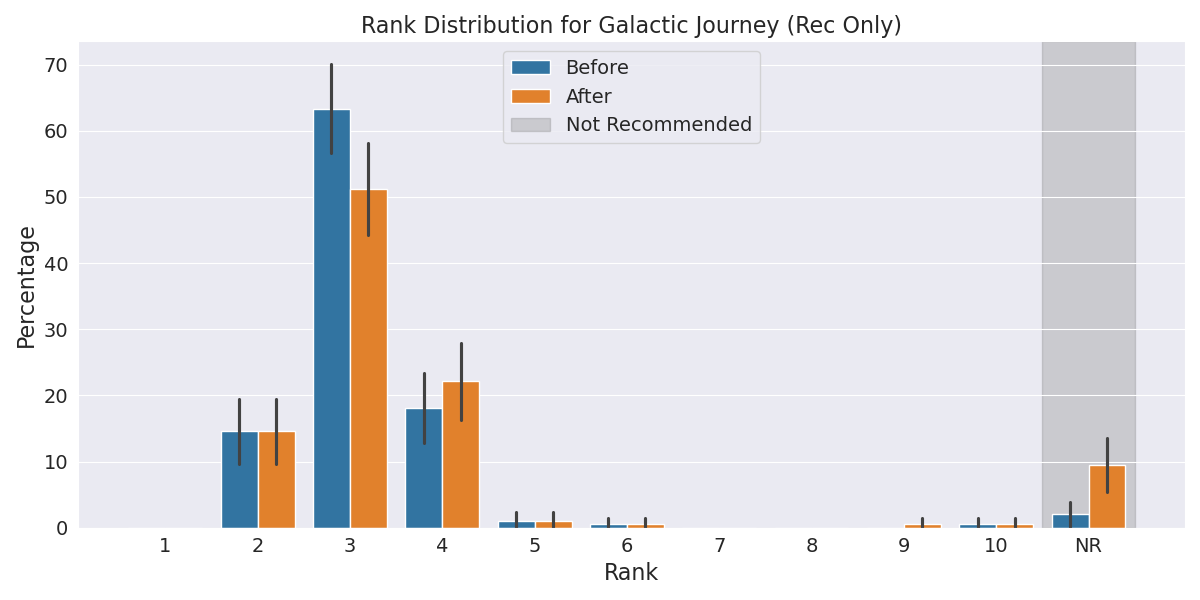 Rank Distribution for Galactic Journey (Rec Only)
Before
After
Not Recommended
Percentage
70
60
50
40
30
20
10
0
1 2 3 4 5 6 7 8 9 10 NR
Rank